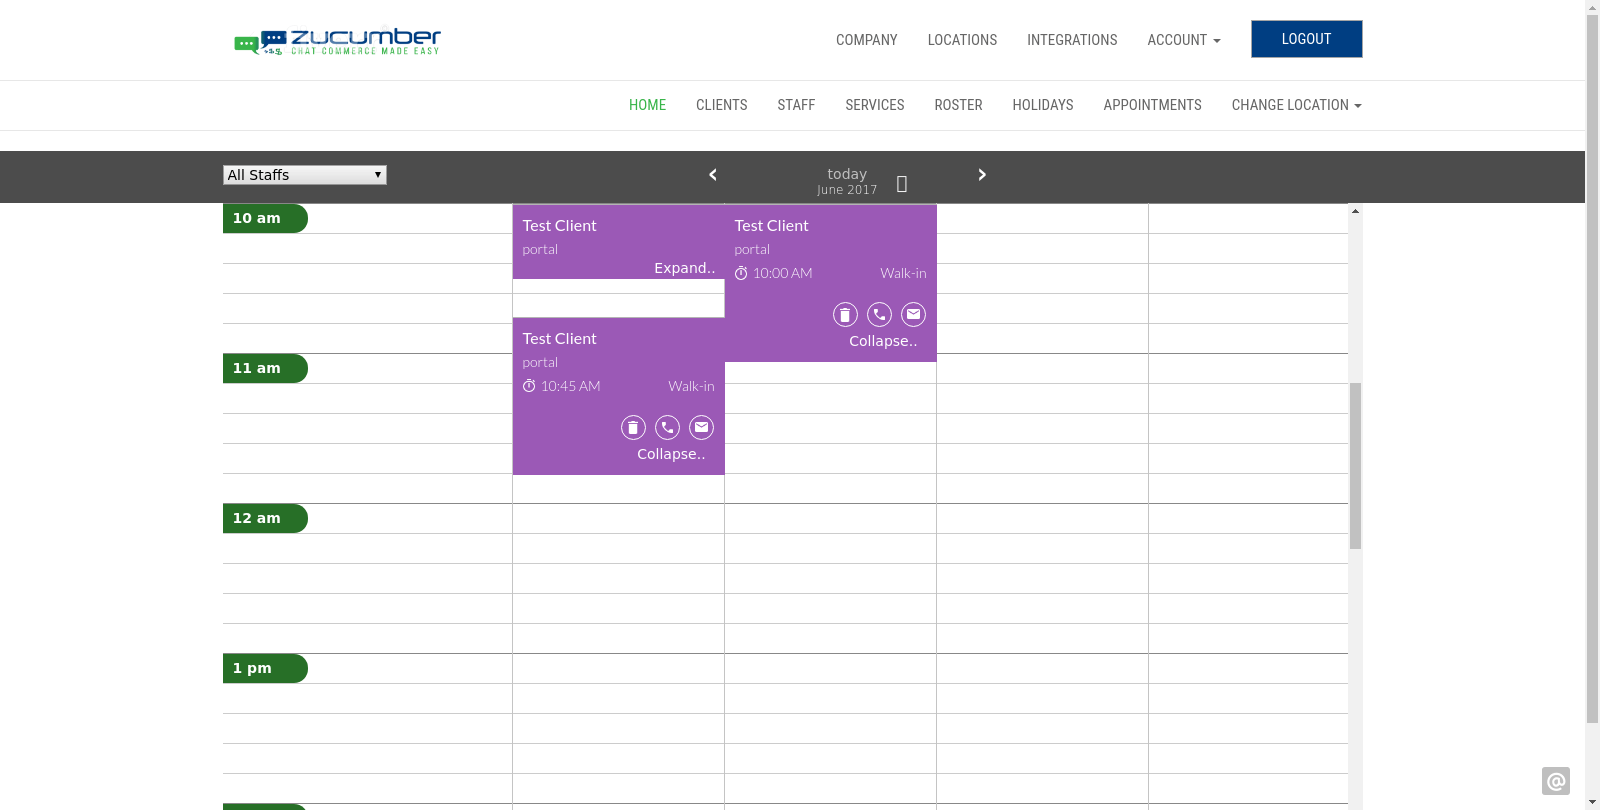 zucumber
CHAT COMMERCE MADE EASY
COMPANY LOCATIONS INTEGRATIONS ACCOUNT LOGOUT
HOME CLIENTS STAFF SERVICES ROSTER HOLIDAYS APPOINTMENTS CHANGE LOCATION
All Staffs
today
June 2017
10 am
Test Client
portal
Expand..
Test Client
portal
10:00 AM Walk-in
Collapse..
Test Client
portal
10:45 AM Walk-in
Collapse..
11 am
12 am
1 pm
@